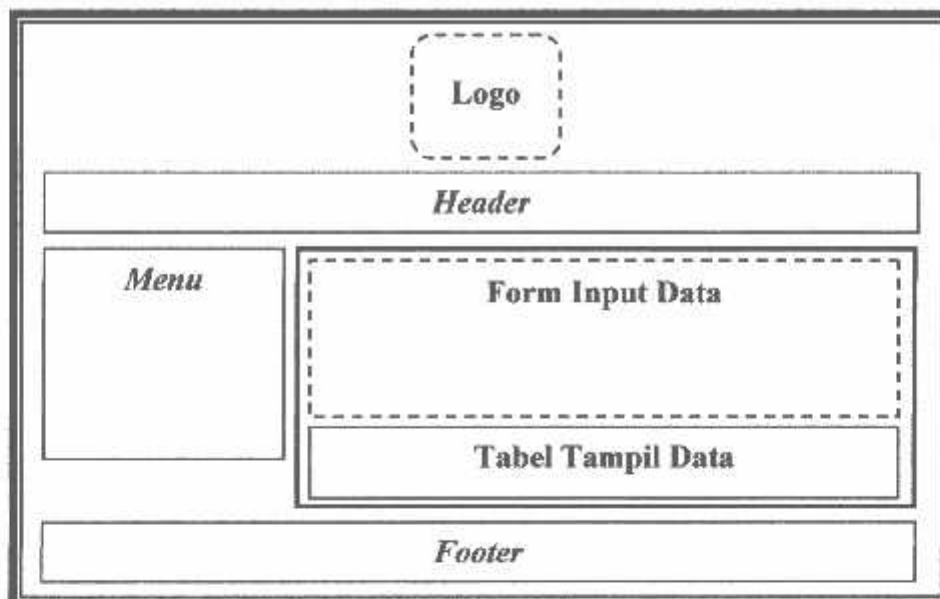 Logo
Header
Menu
Form Input Data
Tabel Tampil Data
Footer